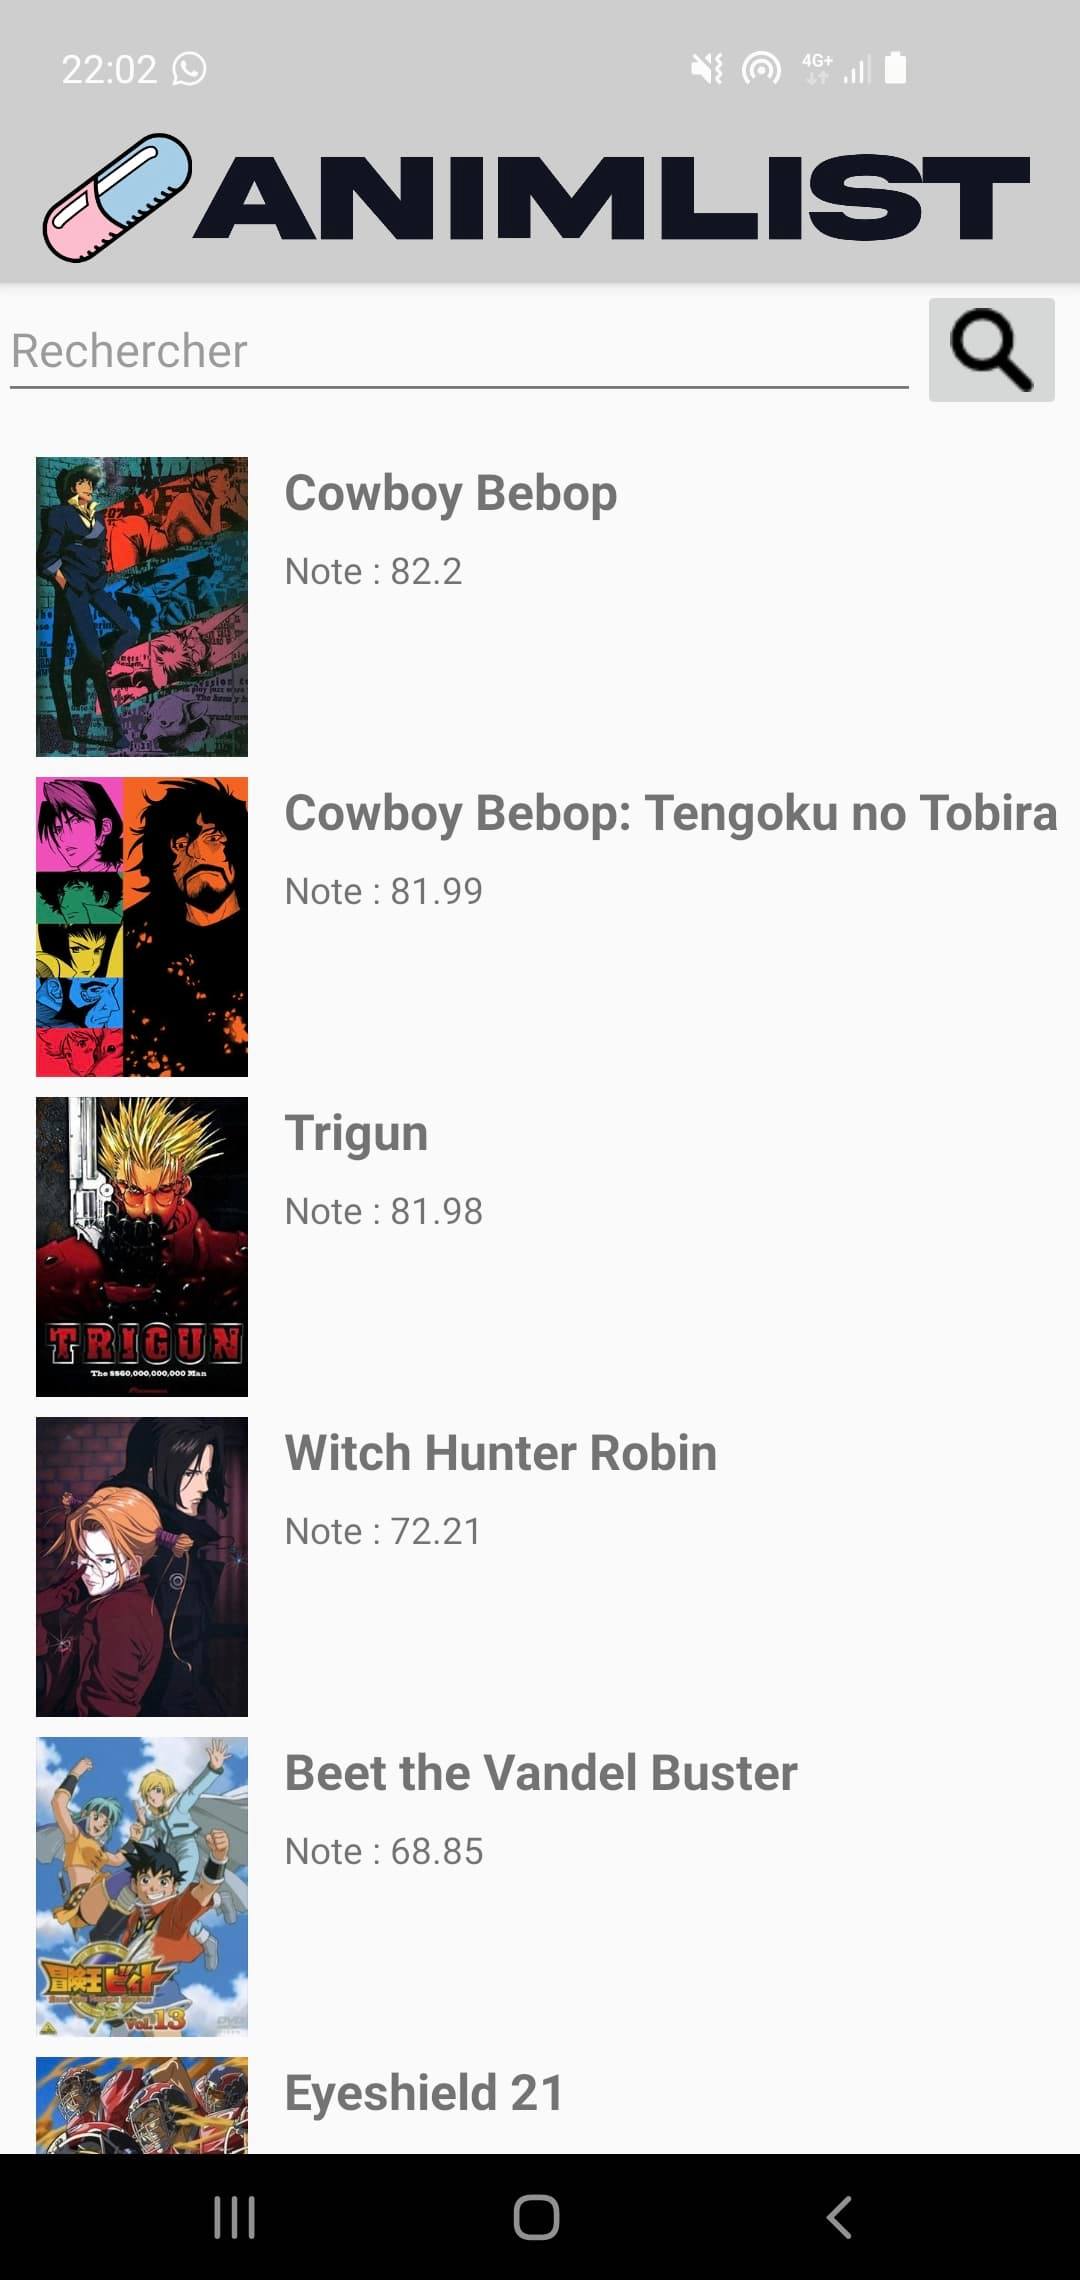 22:02
4G+
ANIMLIST
Rechercher
Cowboy Bebop
Note : 82.2
Cowboy Bebop: Tengoku no Tobira
Note : 81.99
Trigun
Note : 81.98
TRIGUN
The $$60,000,000,000 Man
Witch Hunter Robin
Note : 72.21
Beet the Vandel Buster
Note : 68.85
冒険王ビィト
Vol.13
DVD
Eyeshield 21